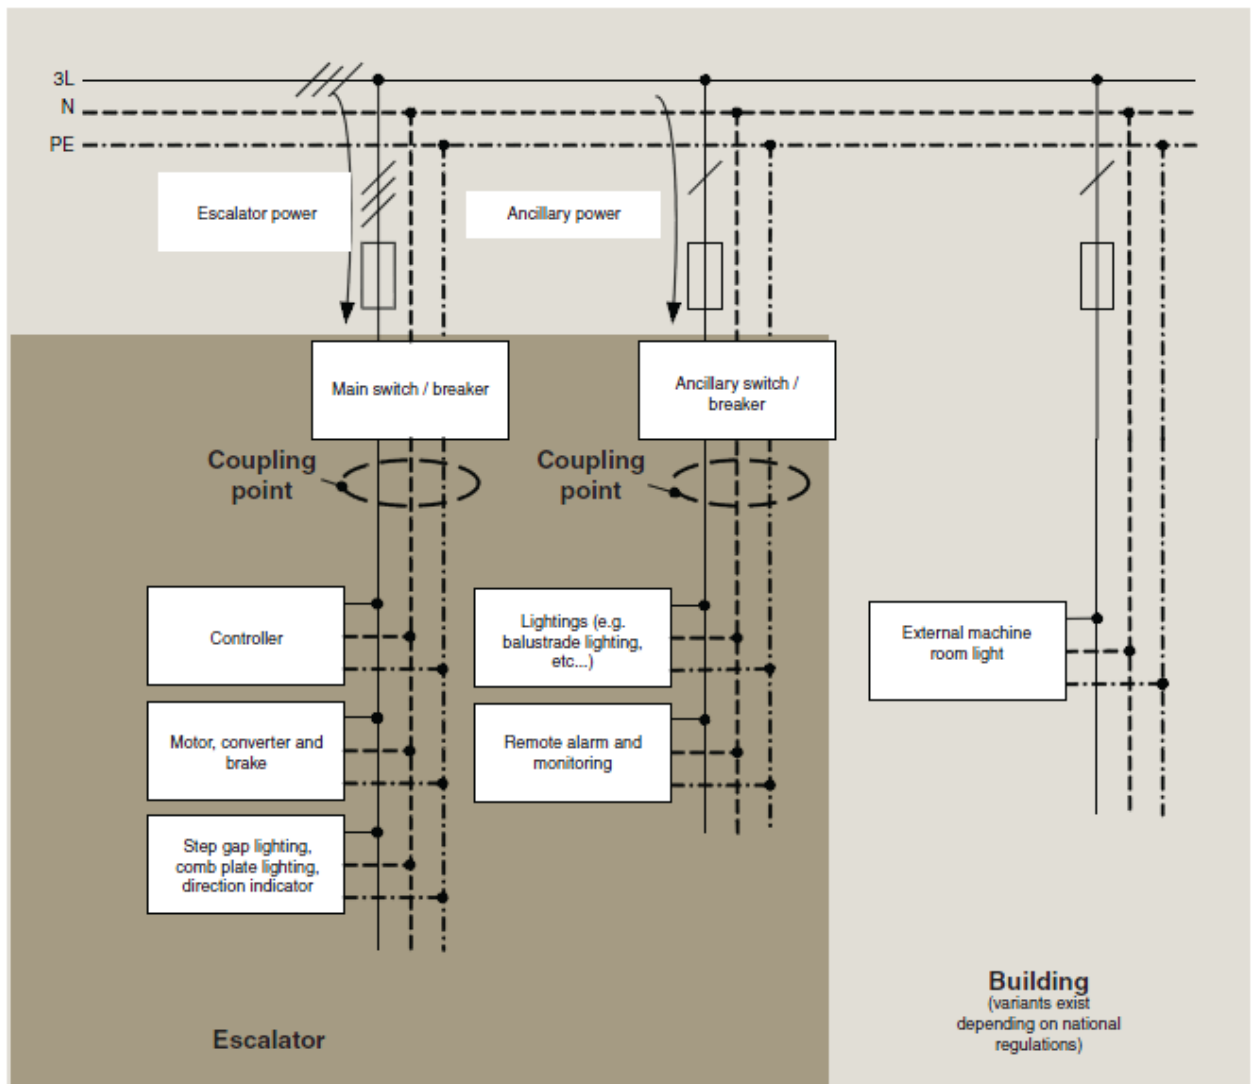 3L
N
PE
Escalator power
Ancillary power
Main switch / breaker
Ancillary switch /
breaker
Coupling
point
Coupling
point
Controller
Lightings (e.g.
balustrade lighting,
etc...)
External machine
room light
Motor, converter and
brake
Remote alarm and
monitoring
Step gap lighting,
comb plate lighting,
direction indicator
Escalator
Building
(variants exist
depending on national
regulations)